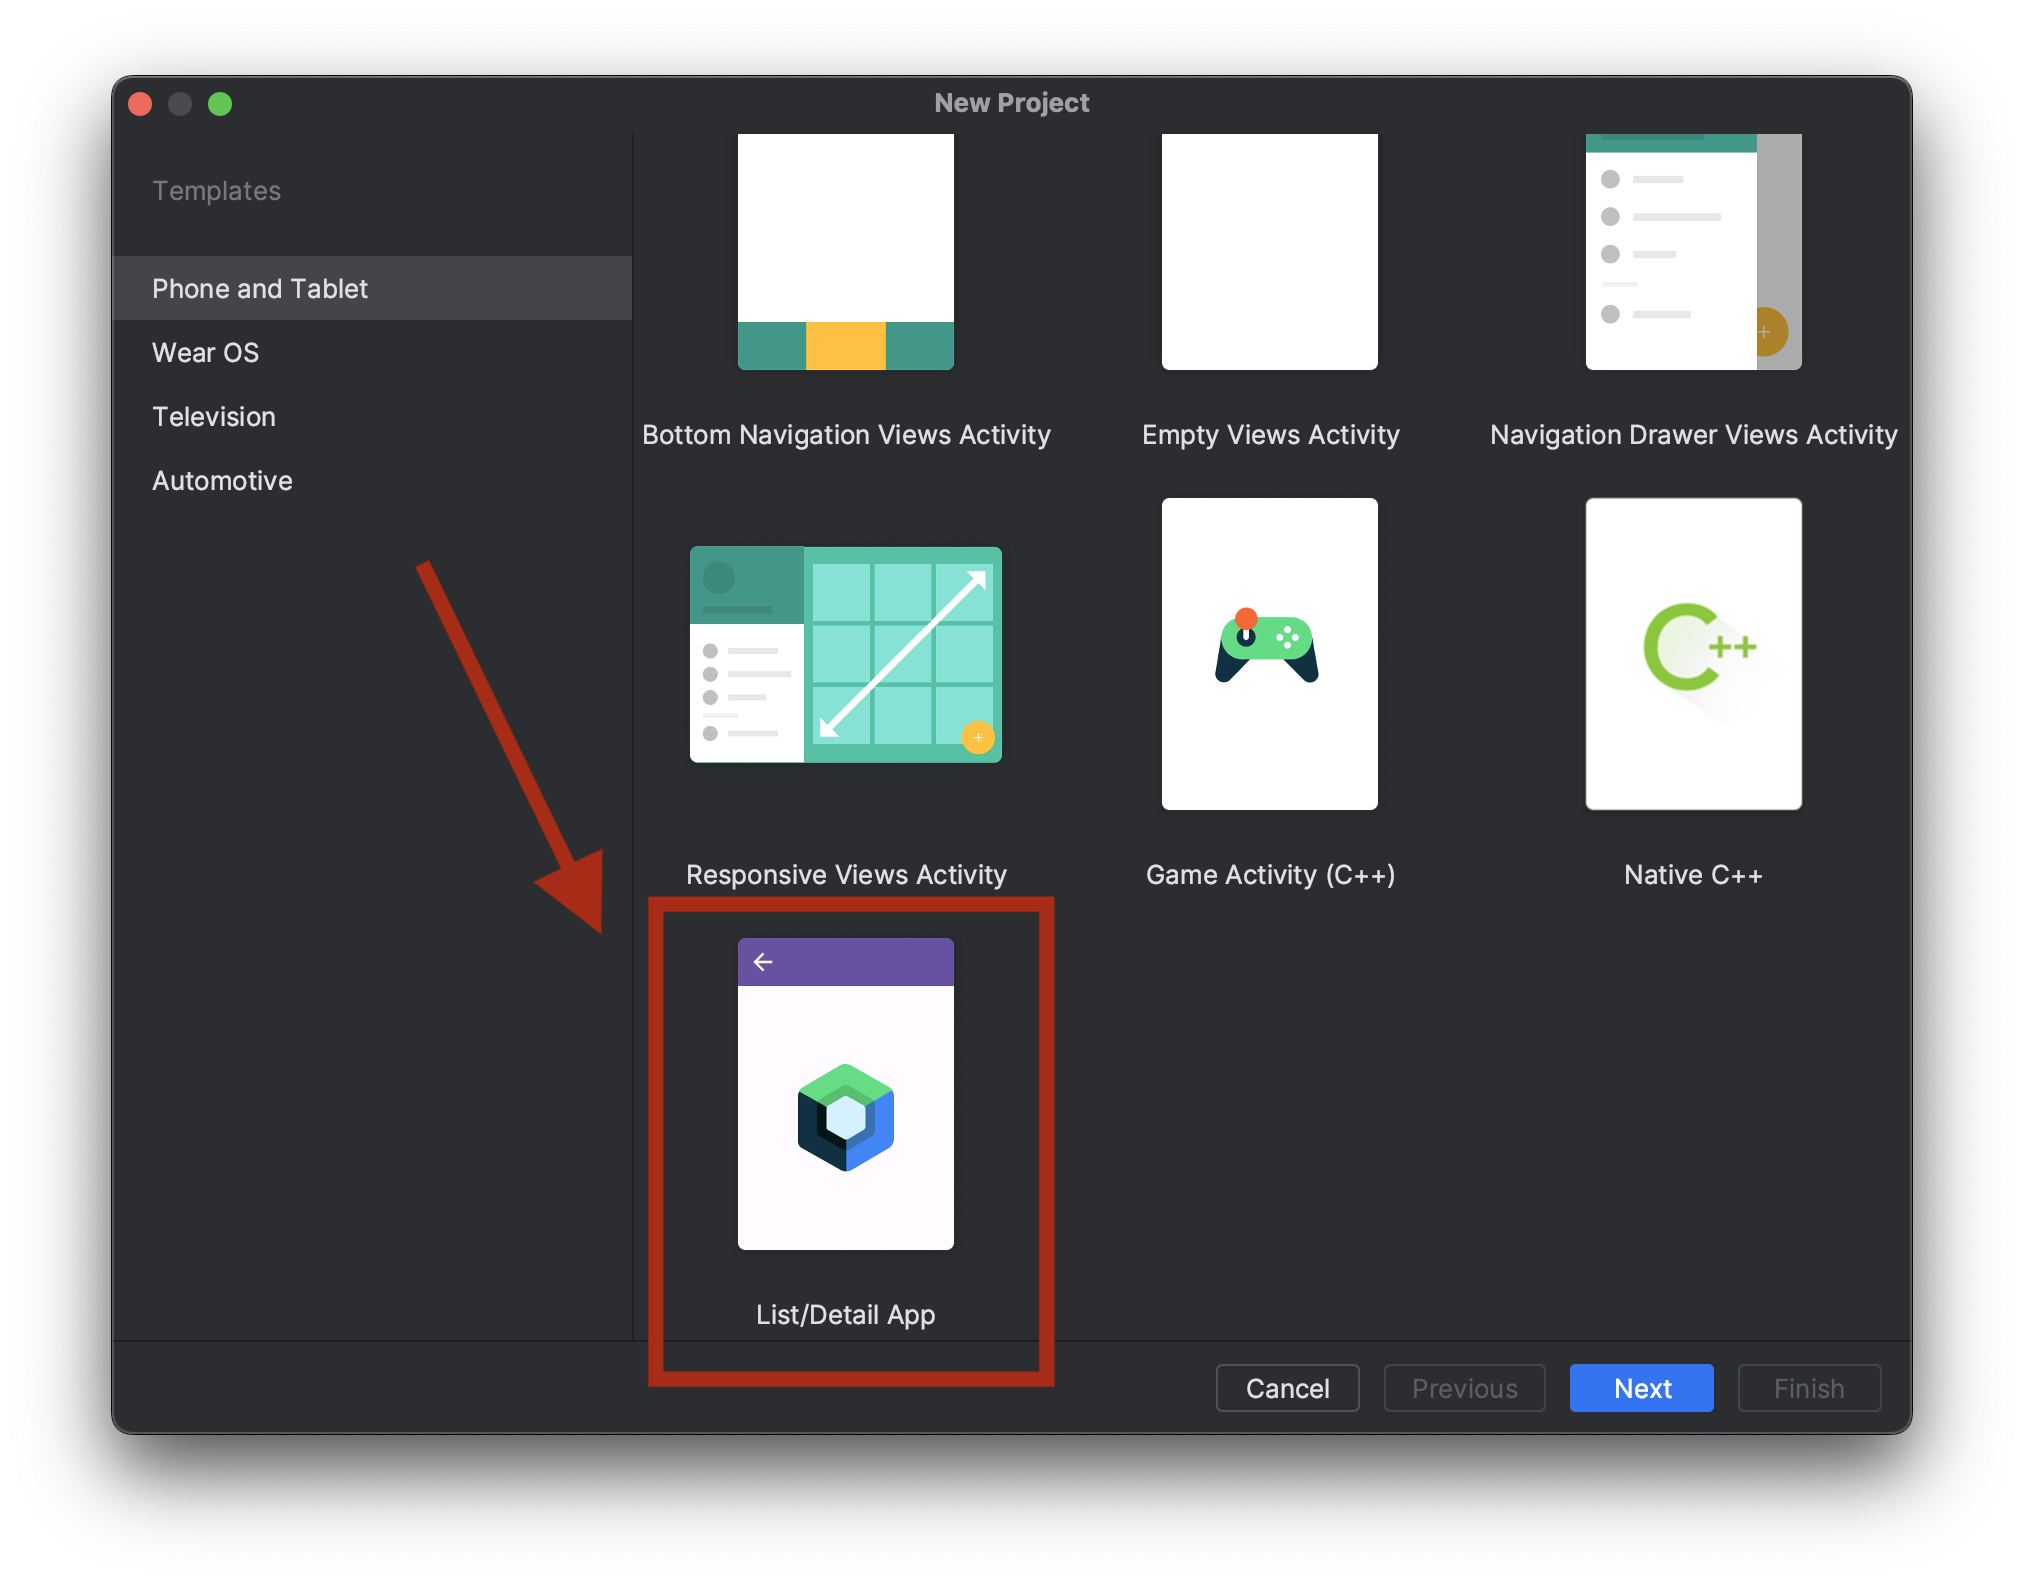 New Project
Templates
Phone and Tablet
Wear OS
Television
Automotive
Bottom Navigation Views Activity
Empty Views Activity
Navigation Drawer Views Activity
Responsive Views Activity
Game Activity (C++)
C++
Native C++
List/Detail App
Cancel
Previous
Next
Finish